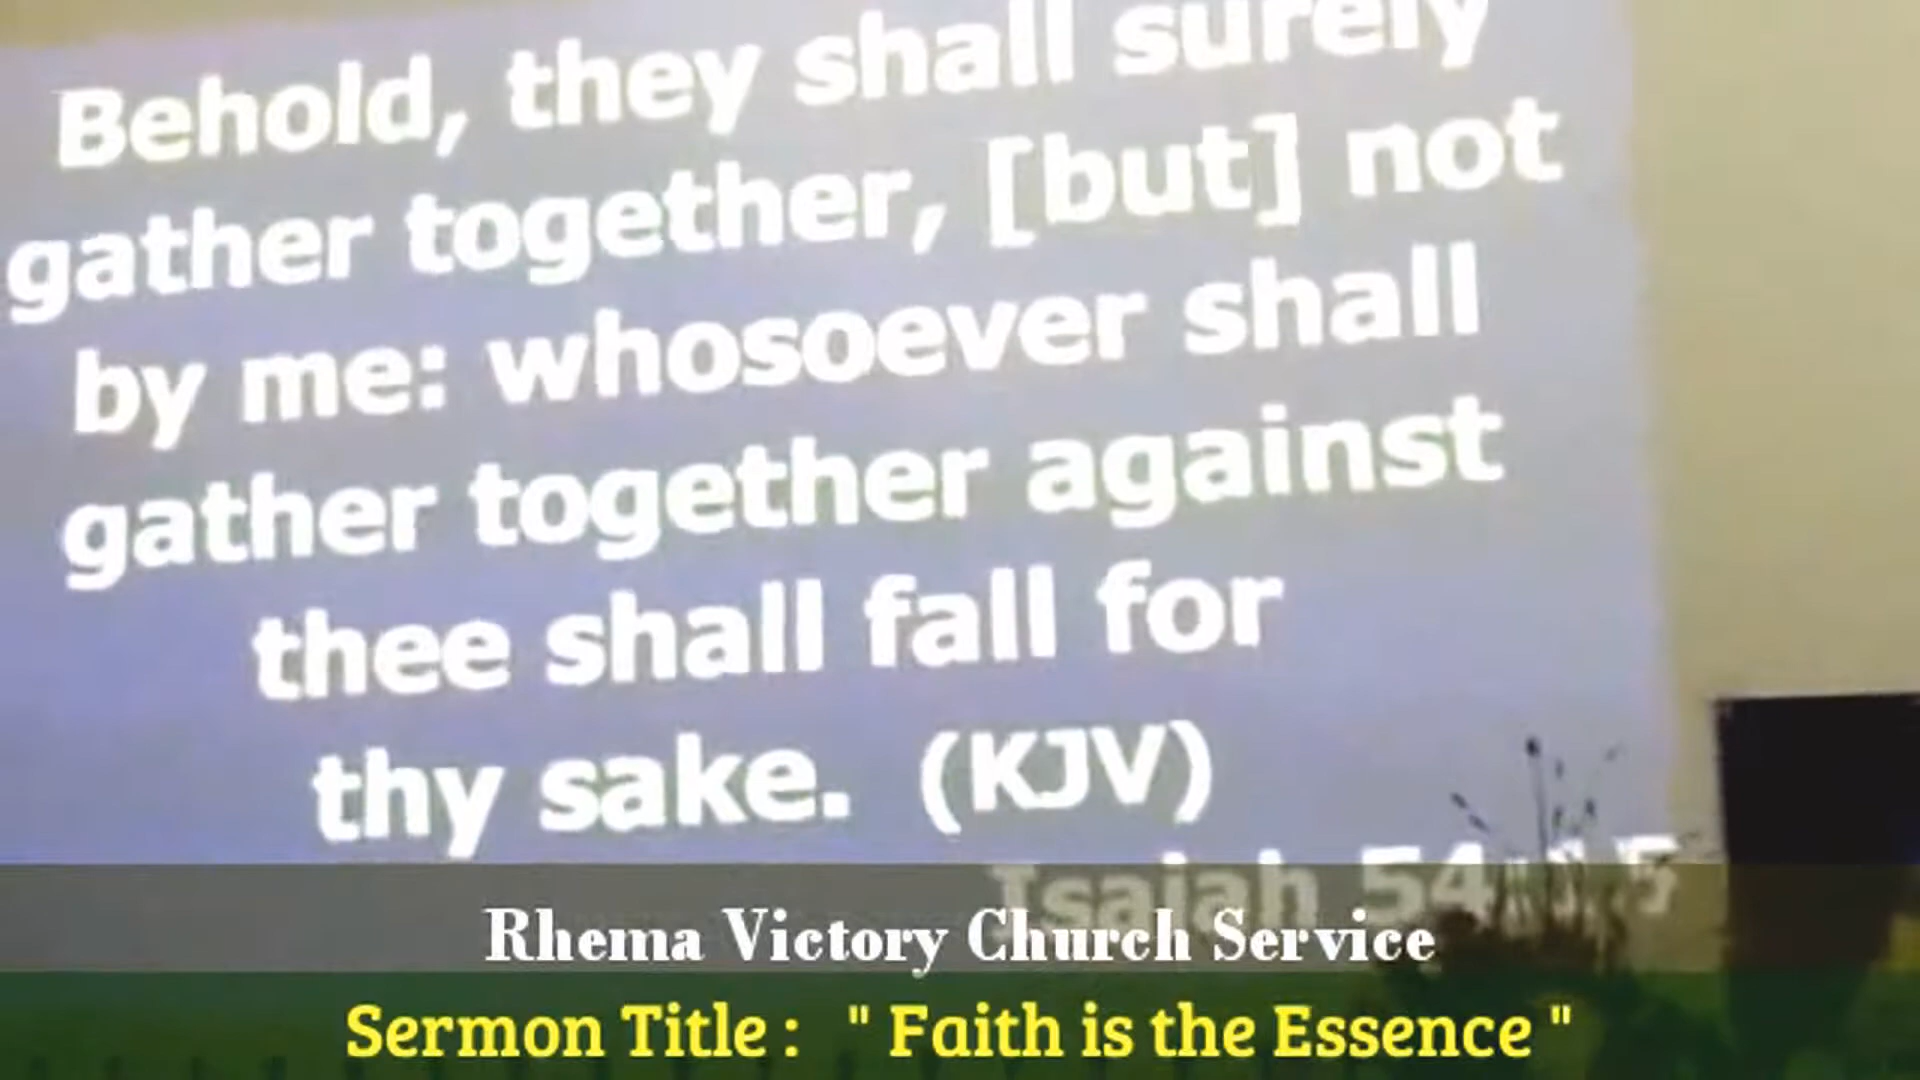 Behold, they shall surely
gather together, [but] not
by me: whosoever shall
gather together against
thee shall fall for
thy sake. (KJV)
Isaiah 54:15
Rhema Victory Church Service
Sermon Title : " Faith is the Essence "